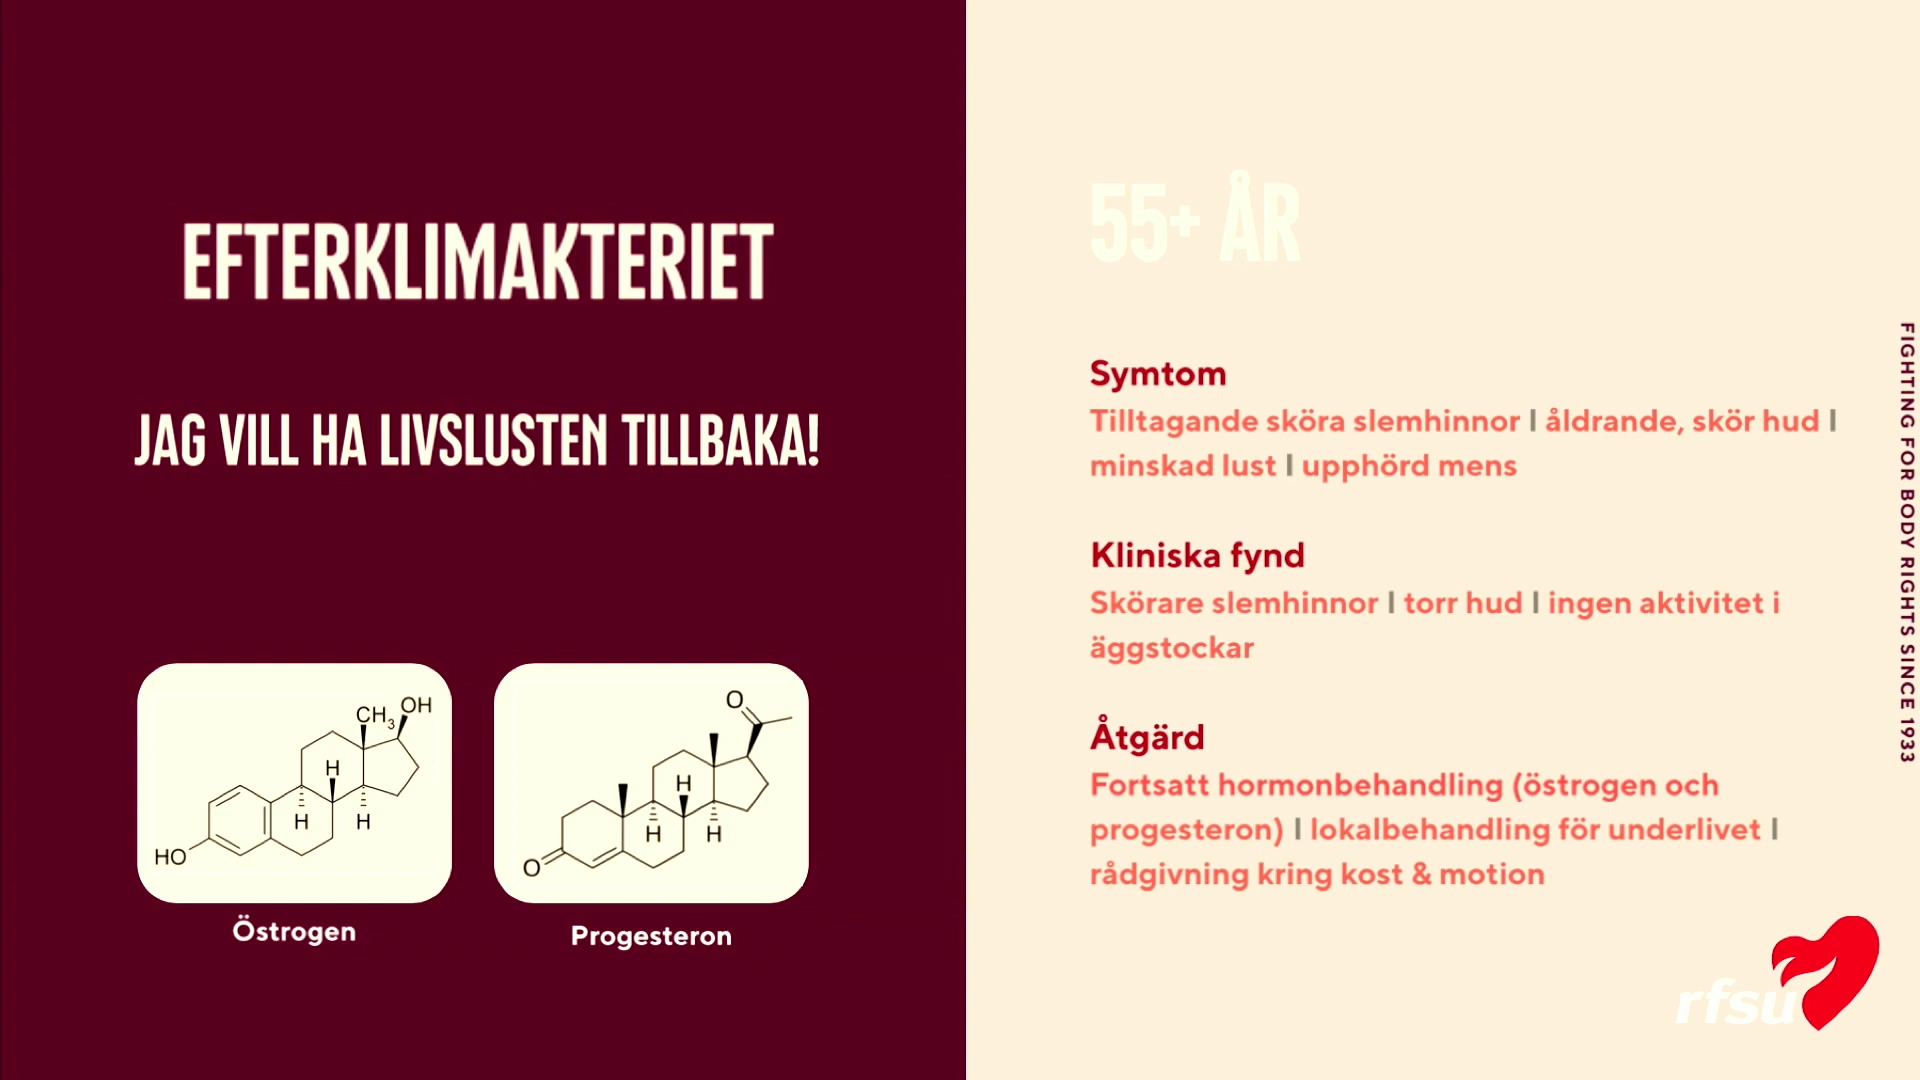 EFTERKLIMAKTERIET
JAG VILL HA LIVSLUSTEN TILLBAKA!
CH3
OH
H
H
H
HO
Östrogen
O
H
H
H
O
Progesteron
55+ ÅR
Symtom
Tilltagande sköra slemhinnor | åldrande, skör hud |
minskad lust | upphörd mens
Kliniska fynd
Skörare slemhinnor | torr hud | ingen aktivitet i
äggstockar
Åtgärd
Fortsatt hormonbehandling (östrogen och
progesteron) | lokalbehandling för underlivet |
rådgivning kring kost & motion
FIGHTING FOR BODY RIGHTS SINCE 1933
rfsu